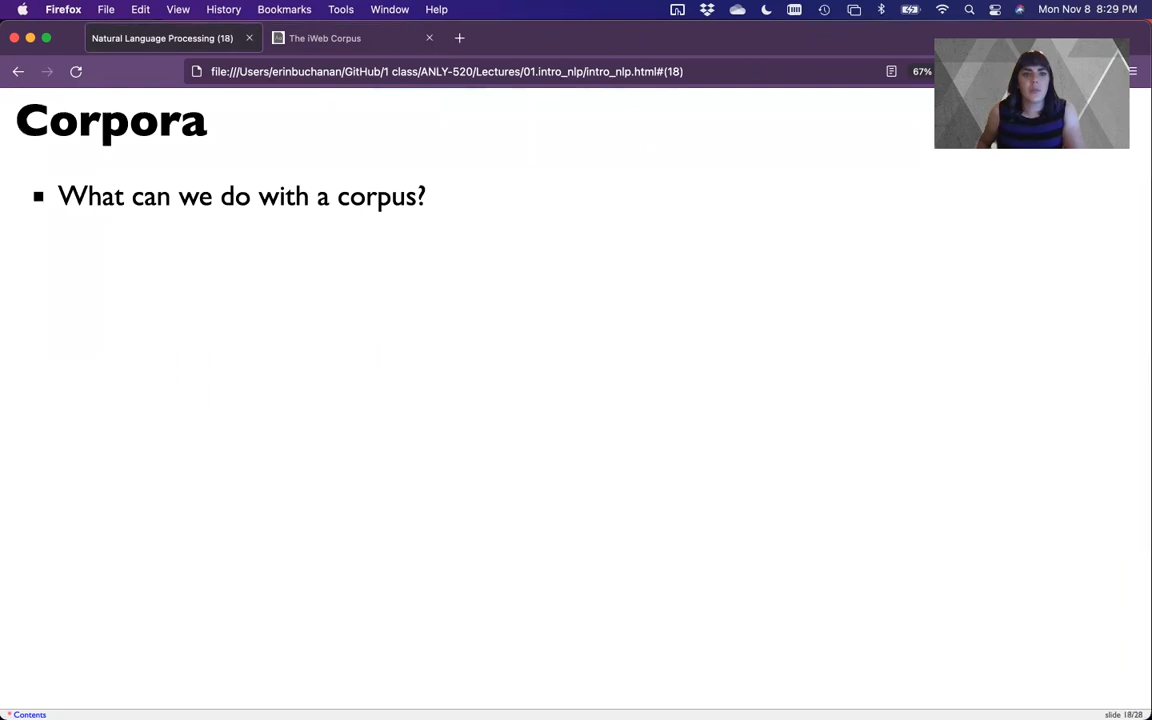 Firefox File Edit View History Bookmarks Tools Window Help Mon Nov 8 8:29 PM
Natural Language Processing (18) The iWeb Corpus
file:///Users/erinbuchanan/GitHub/1 class/ANLY-520/Lectures/01.intro_nlp/intro_nlp.html#(18) 67%
Corpora
What can we do with a corpus?
* Contents slide 18/28